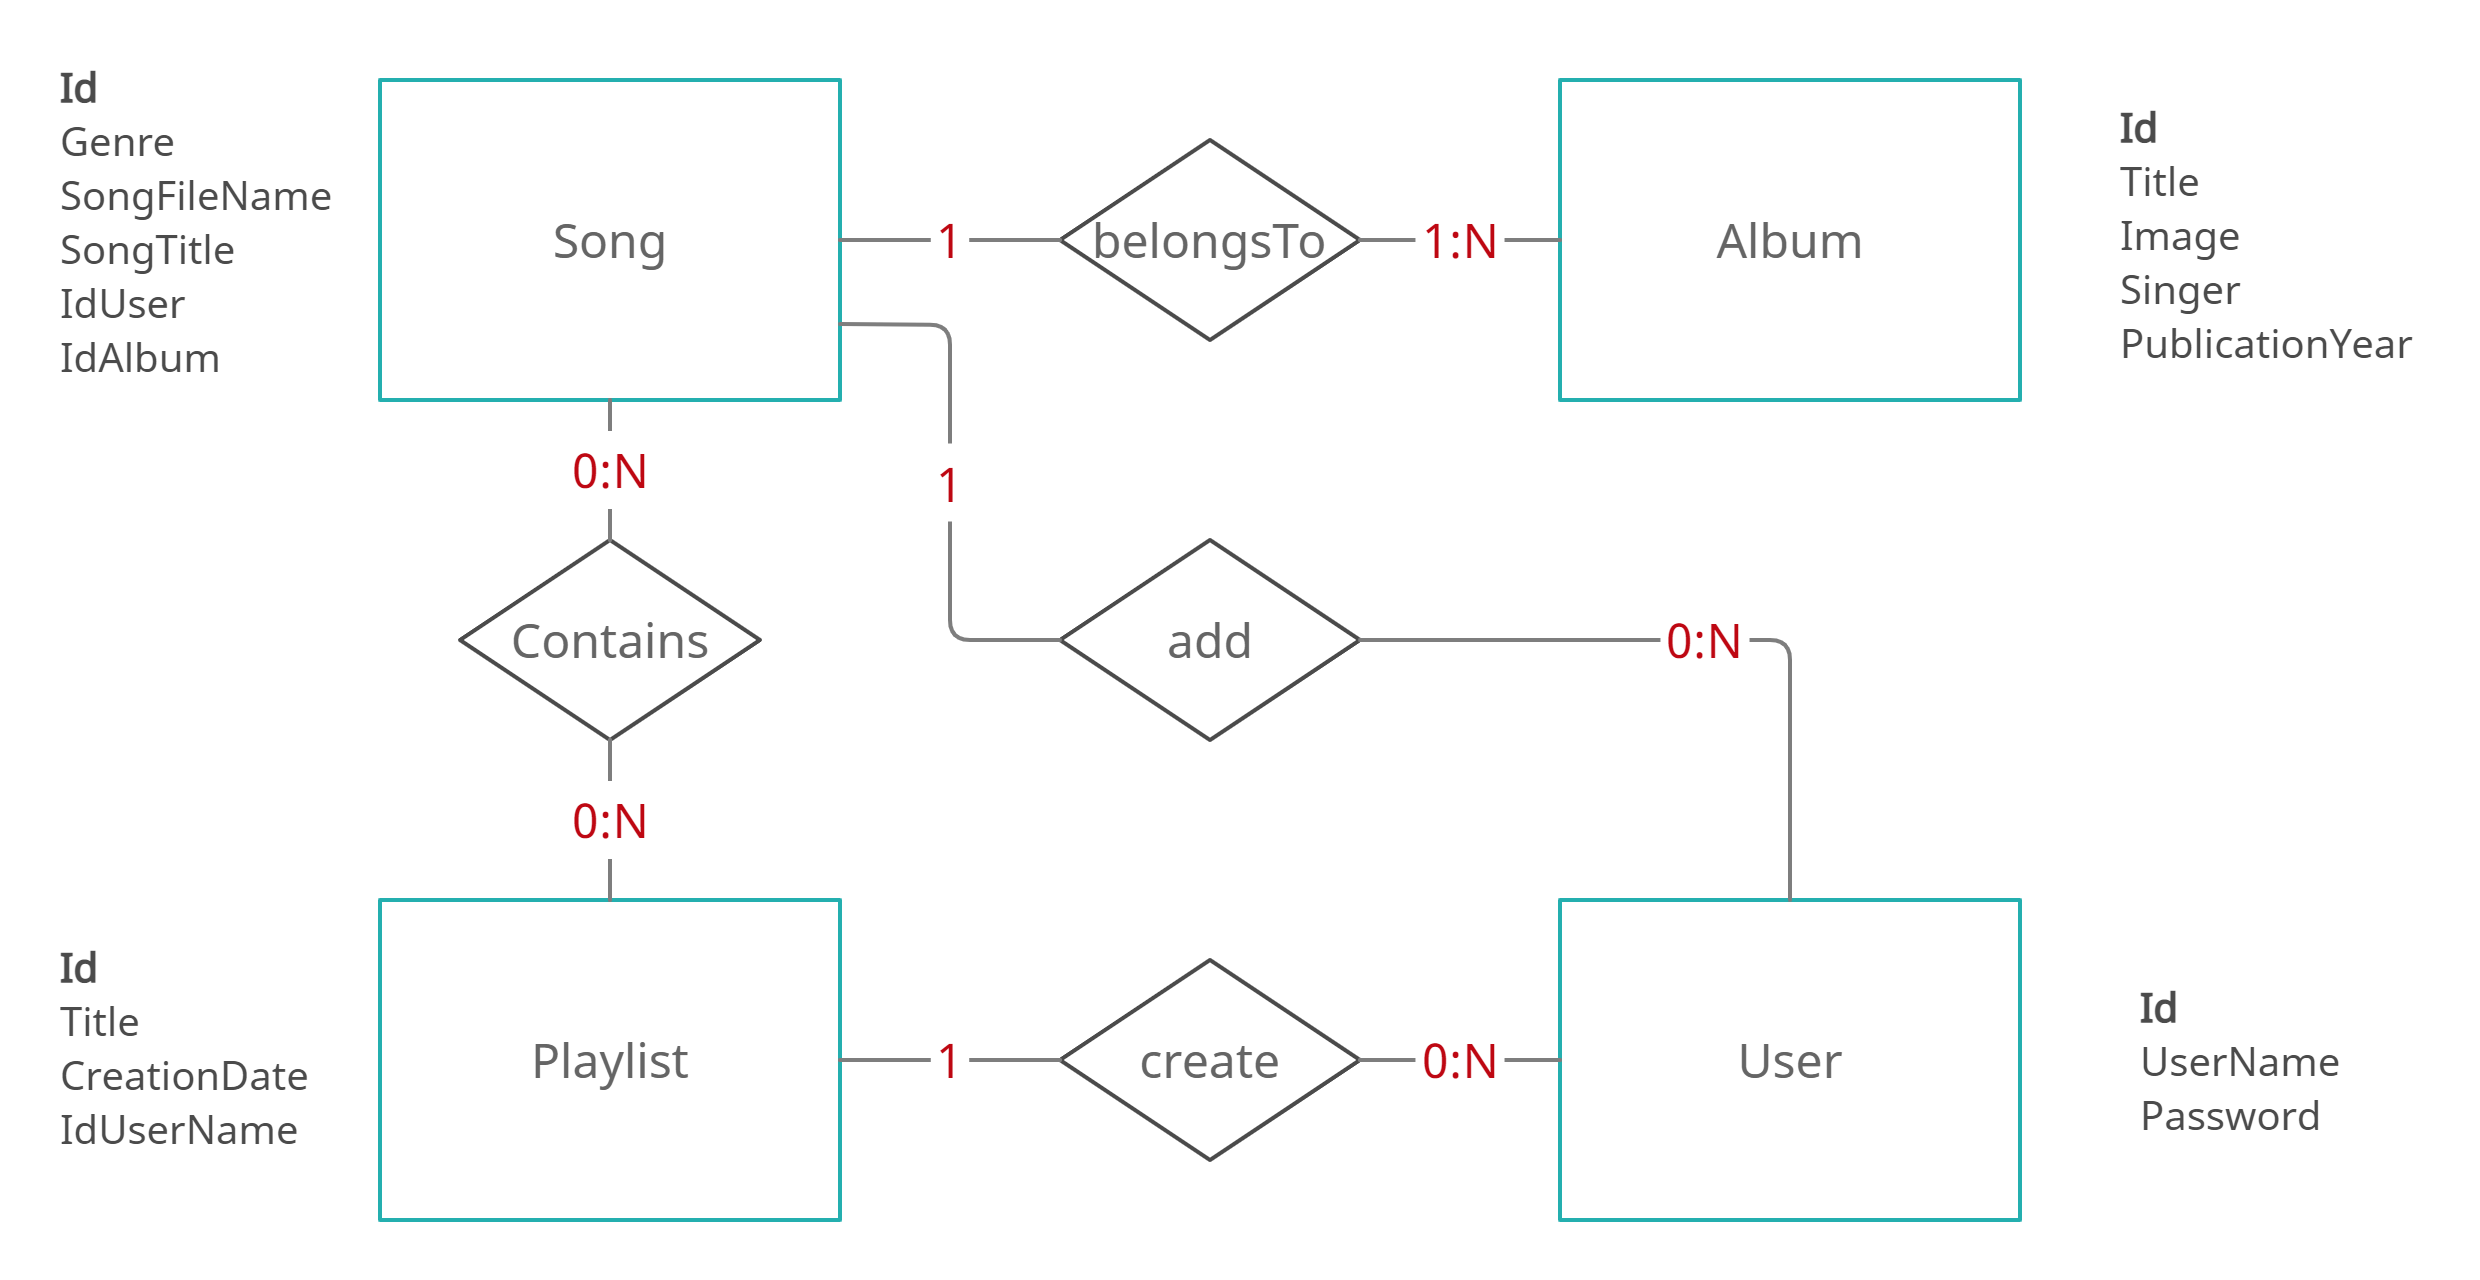 Id
Genre
SongFileName
SongTitle
IdUser
IdAlbum
Song
1
belongsTo
1:N
Album
Id
Title
Image
Singer
PublicationYear
0:N
1
Contains
add
0:N
0:N
Id
Title
CreationDate
IdUserName
Playlist
1
create
0:N
User
Id
UserName
Password